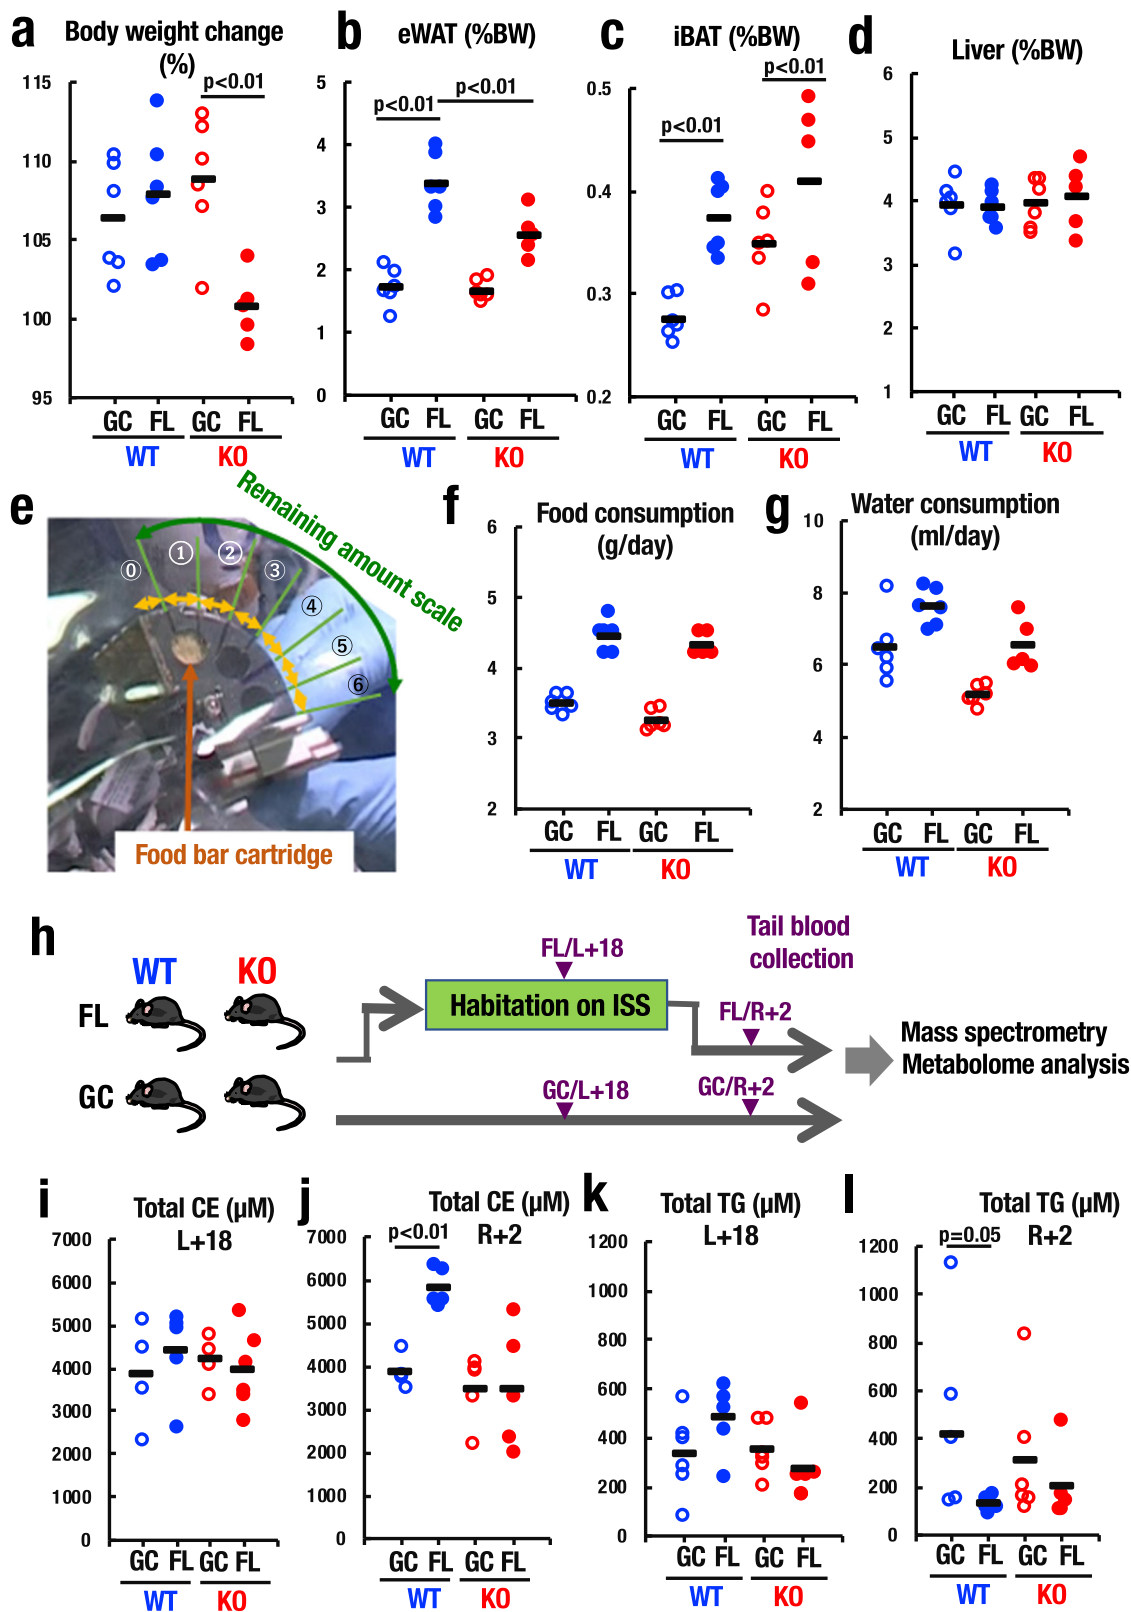 a
Body weight change
(%)
p<0.01
115
110
105
100
95
GC FL GC FL
WT KO
b
eWAT (%BW)
p<0.01
p<0.01
5
4
3
2
1
0
GC FL GC FL
WT KO
c
iBAT (%BW)
p<0.01
p<0.01
0.5
0.4
0.3
0.2
GC FL GC FL
WT KO
d
Liver (%BW)
6
5
4
3
2
1
GC FL GC FL
WT KO
e
Remaining amount scale
⓪ ① ② ③ ④ ⑤ ⑥
Food bar cartridge
f
Food consumption
(g/day)
6
5
4
3
2
GC FL GC FL
WT KO
g
Water consumption
(ml/day)
10
8
6
4
2
GC FL GC FL
WT KO
h
WT KO
FL
GC
FL/L+18
Habitation on ISS
Tail blood
collection
FL/R+2
GC/L+18
GC/R+2
Mass spectrometry
Metabolome analysis
i
Total CE (µM)
L+18
7000
6000
5000
4000
3000
2000
1000
0
GC FL GC FL
WT KO
j
Total CE (µM)
R+2
p<0.01
7000
6000
5000
4000
3000
2000
1000
0
GC FL GC FL
WT KO
k
Total TG (µM)
L+18
1200
1000
800
600
400
200
0
GC FL GC FL
WT KO
l
Total TG (µM)
R+2
p=0.05
1200
1000
800
600
400
200
0
GC FL GC FL
WT KO